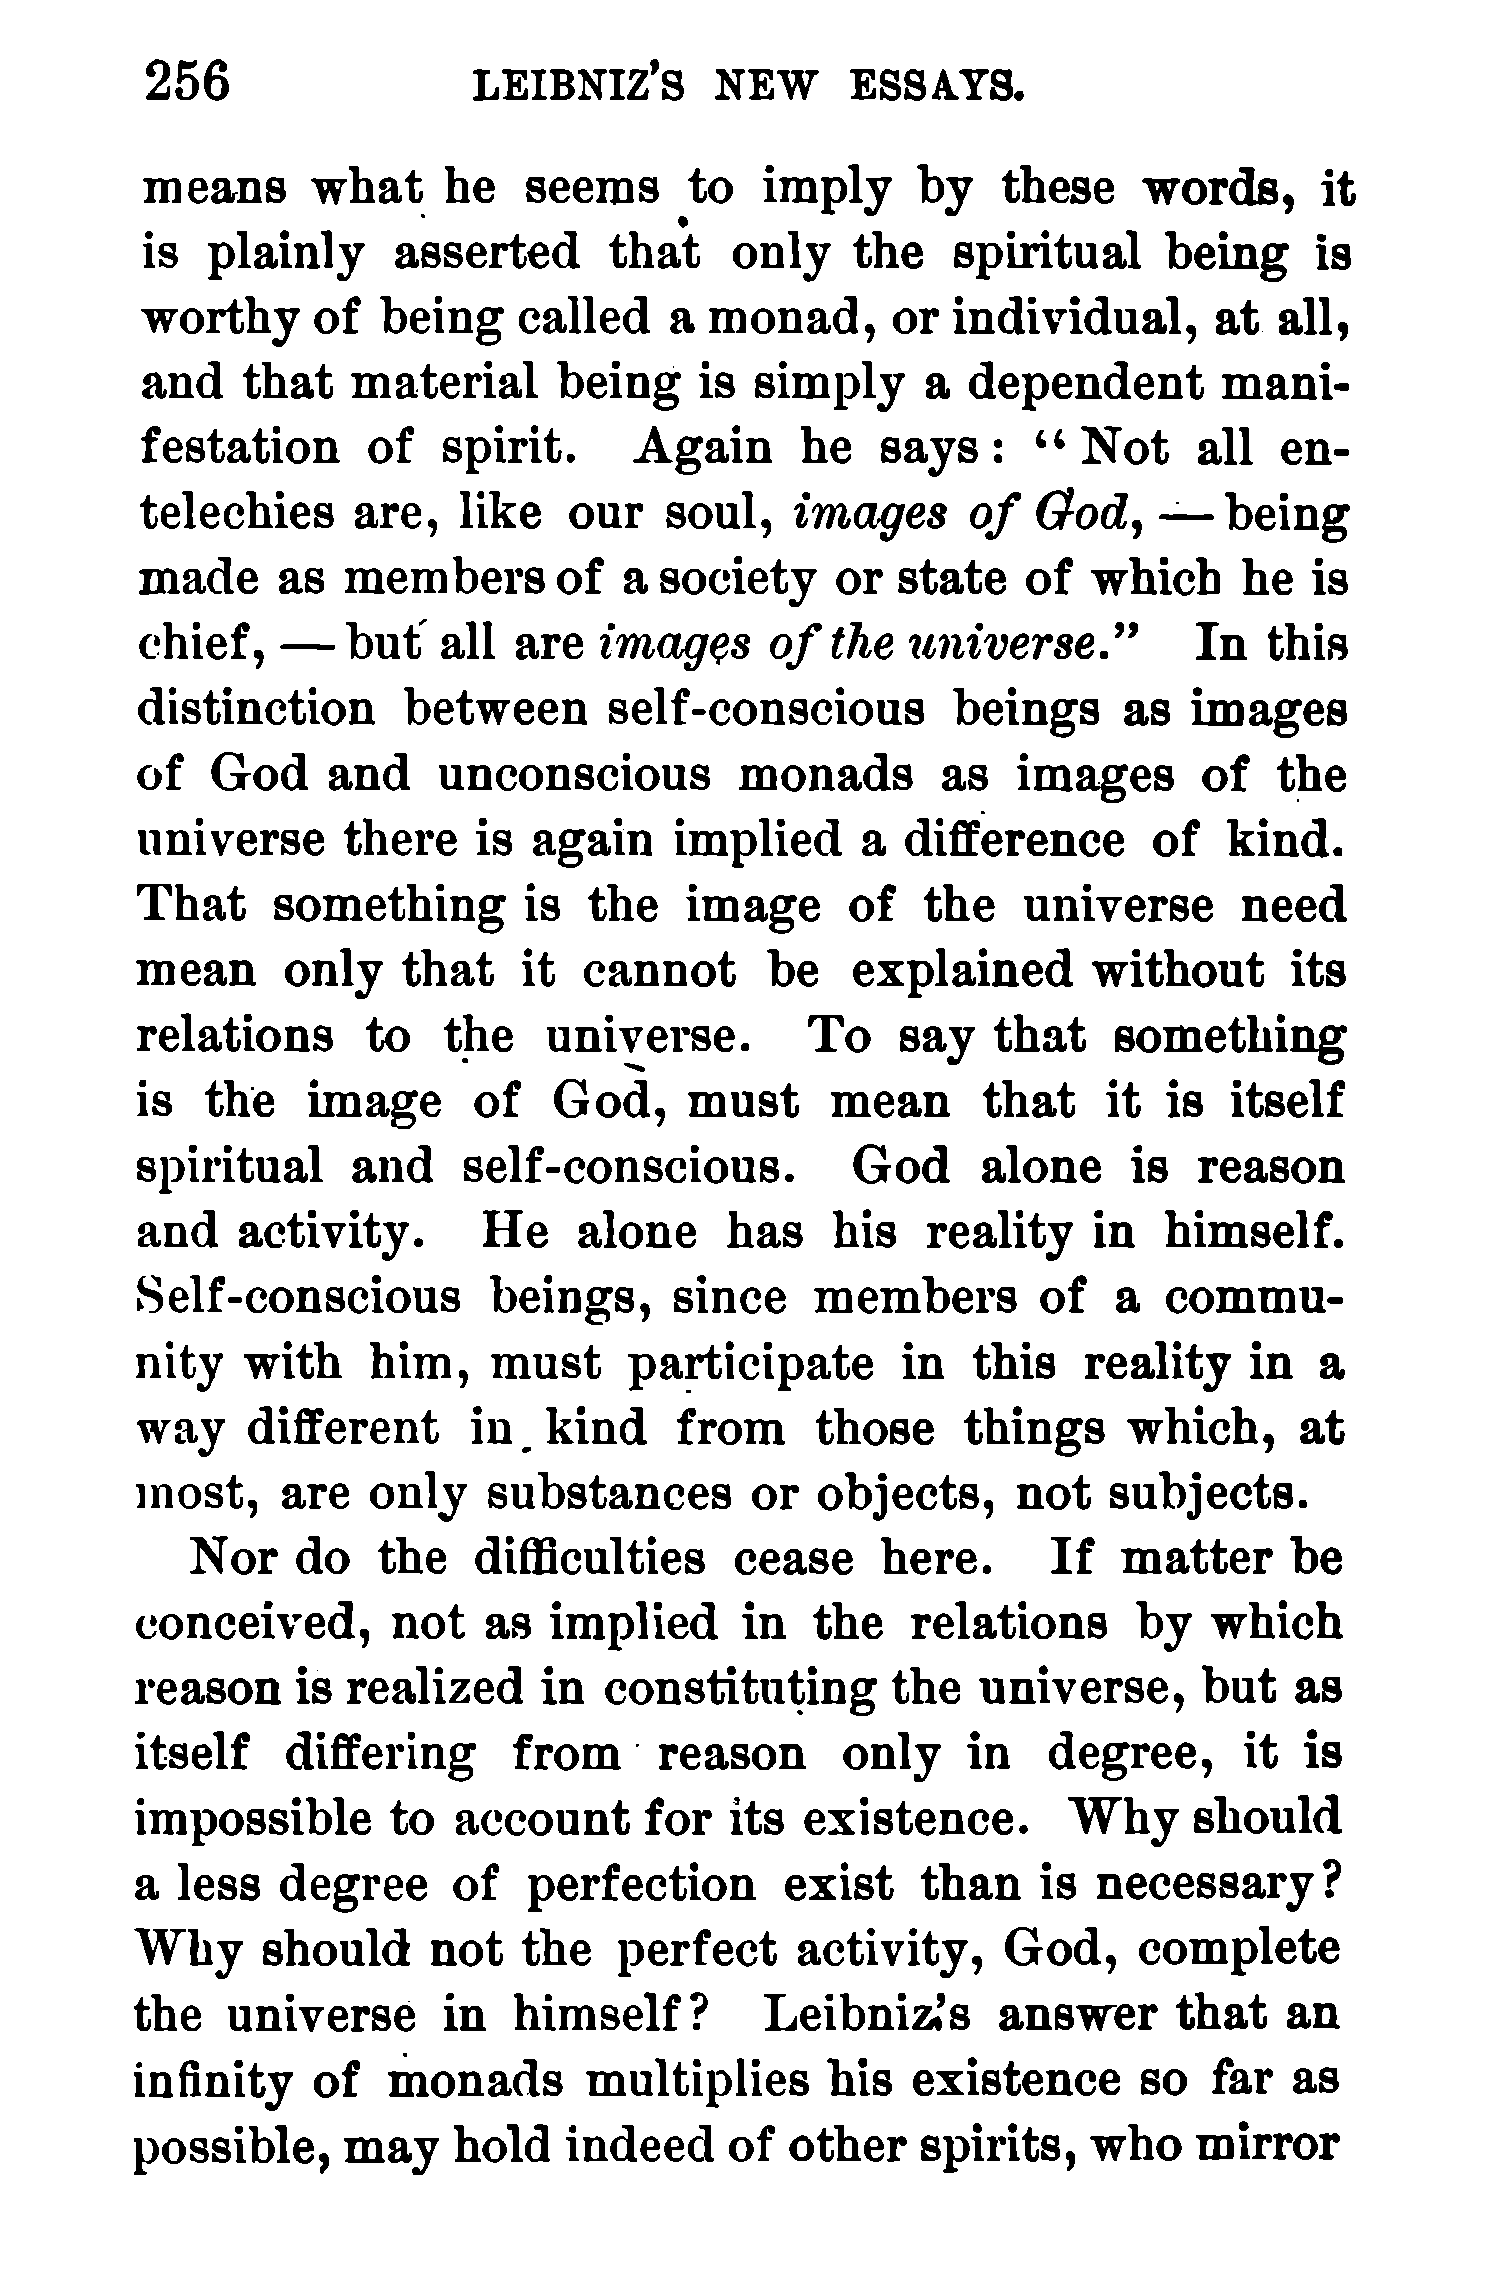 256 LEIBNIZ'S NEW ESSAYS.
means what he seems to imply by these words, it
is plainly asserted that only the spiritual being is
worthy of being called a monad, or individual, at all,
and that material being is simply a dependent mani-
festation of spirit. Again he says: “Not all en-
telechies are, like our soul, images of God, — being
made as members of a society or state of which he is
chief, — but all are images of the universe.” In this
distinction between self-conscious beings as images
of God and unconscious monads as images of the
universe there is again implied a difference of kind.
That something is the image of the universe need
mean only that it cannot be explained without its
relations to the universe. To say that something
is the image of God, must mean that it is itself
spiritual and self-conscious. God alone is reason
and activity. He alone has his reality in himself.
Self-conscious beings, since members of a commu-
nity with him, must participate in this reality in a
way different in kind from those things which, at
most, are only substances or objects, not subjects.
Nor do the difficulties cease here. If matter be
conceived, not as implied in the relations by which
reason is realized in constituting the universe, but as
itself differing from reason only in degree, it is
impossible to account for its existence. Why should
a less degree of perfection exist than is necessary?
Why should not the perfect activity, God, complete
the universe in himself? Leibniz's answer that an
infinity of monads multiplies his existence so far as
possible, may hold indeed of other spirits, who mirror